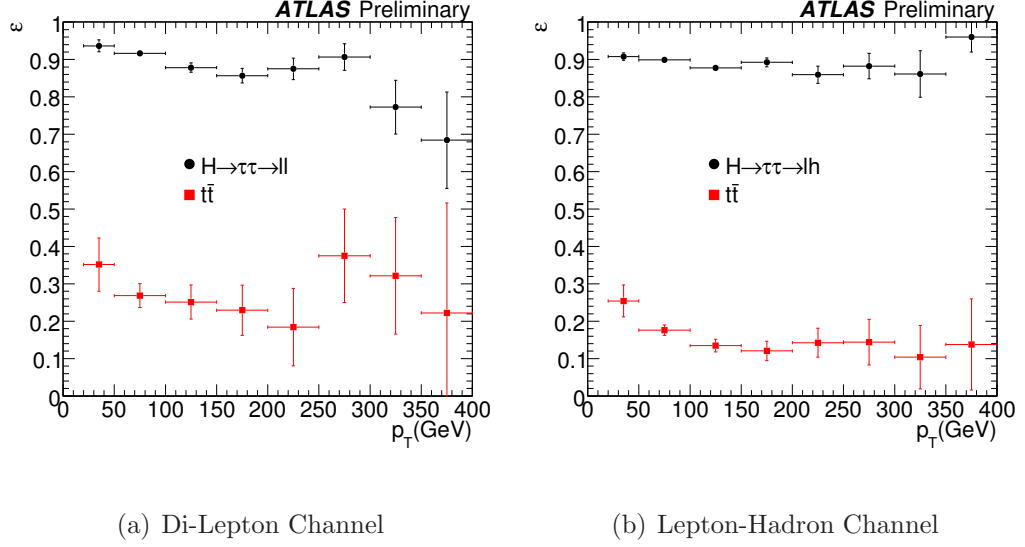 ATLAS Preliminary
ε
1
0.9
0.8
0.7
0.6
0.5
0.4
0.3
0.2
0.1
0
H→ττ→ll
tt̄
0 50 100 150 200 250 300 350 400
p_T(GeV)
(a) Di-Lepton Channel
ATLAS Preliminary
ε
1
0.9
0.8
0.7
0.6
0.5
0.4
0.3
0.2
0.1
0
H→ττ→lh
tt̄
0 50 100 150 200 250 300 350 400
p_T(GeV)
(b) Lepton-Hadron Channel